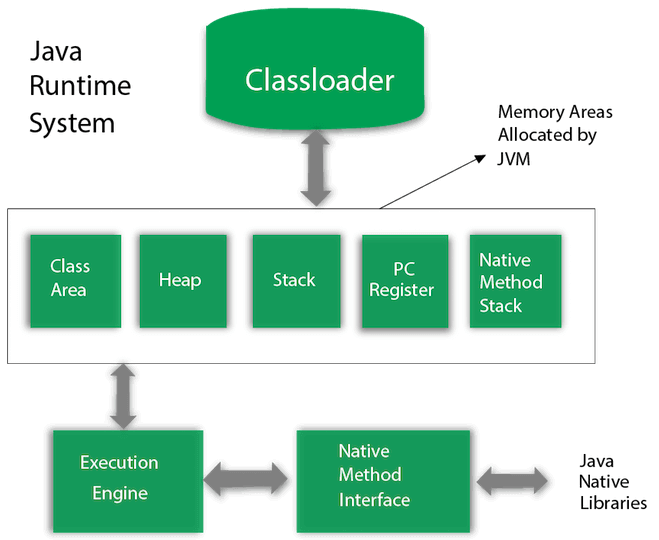 Java
Runtime
System
Classloader
Memory Areas
Allocated by
JVM
Class
Area
Heap
Stack
PC
Register
Native
Method
Stack
Execution
Engine
Native
Method
Interface
Java
Native
Libraries